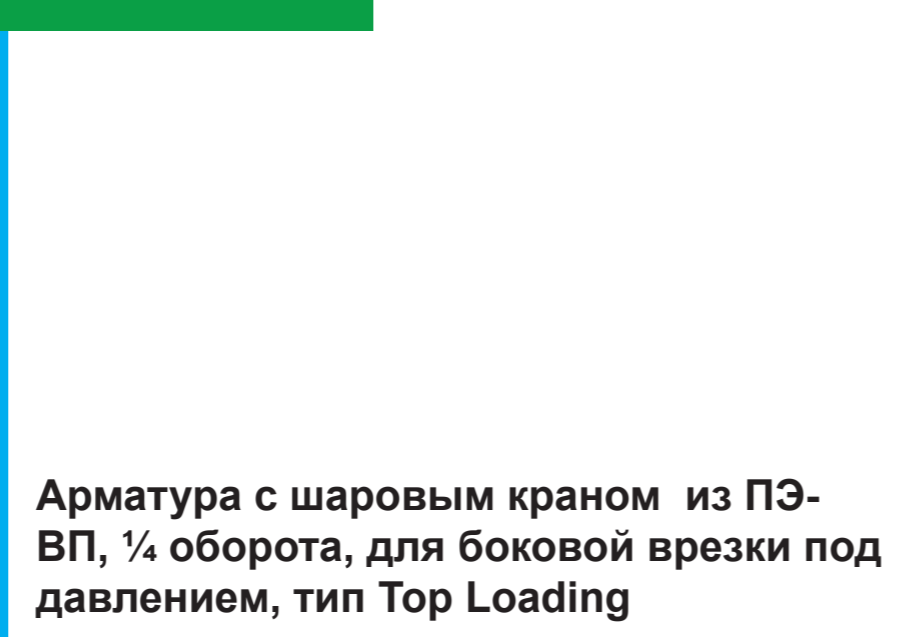 Арматура с шаровым краном  из ПЭ-
ВП, ¼ оборота, для боковой врезки под
давлением, тип Top Loading